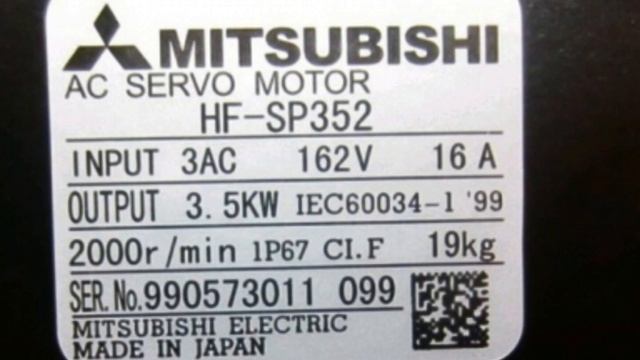 MITSUBISHI
AC SERVO MOTOR
HF-SP352
INPUT 3AC 162V 16 A
OUTPUT 3.5KW IEC60034-1 '99
2000r/min 1P67 CI.F 19kg
SER.No.990573011 099
MITSUBISHI ELECTRIC
MADE IN JAPAN